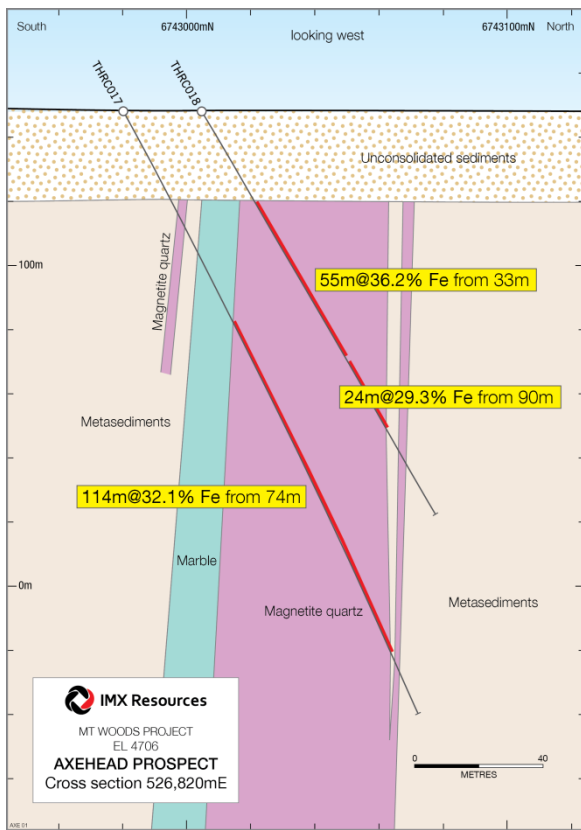 South
6743000mN
looking west
6743100mN
North
THRC017
THRC018
Unconsolidated sediments
100m
Magnetite quartz
55m@36.2% Fe from 33m
24m@29.3% Fe from 90m
Metasediments
114m@32.1% Fe from 74m
Marble
0m
Magnetite quartz
Metasediments
IMX Resources
MT WOODS PROJECT
EL 4706
AXEHEAD PROSPECT
Cross section 526,820mE
0
40
METRES
AXE 01